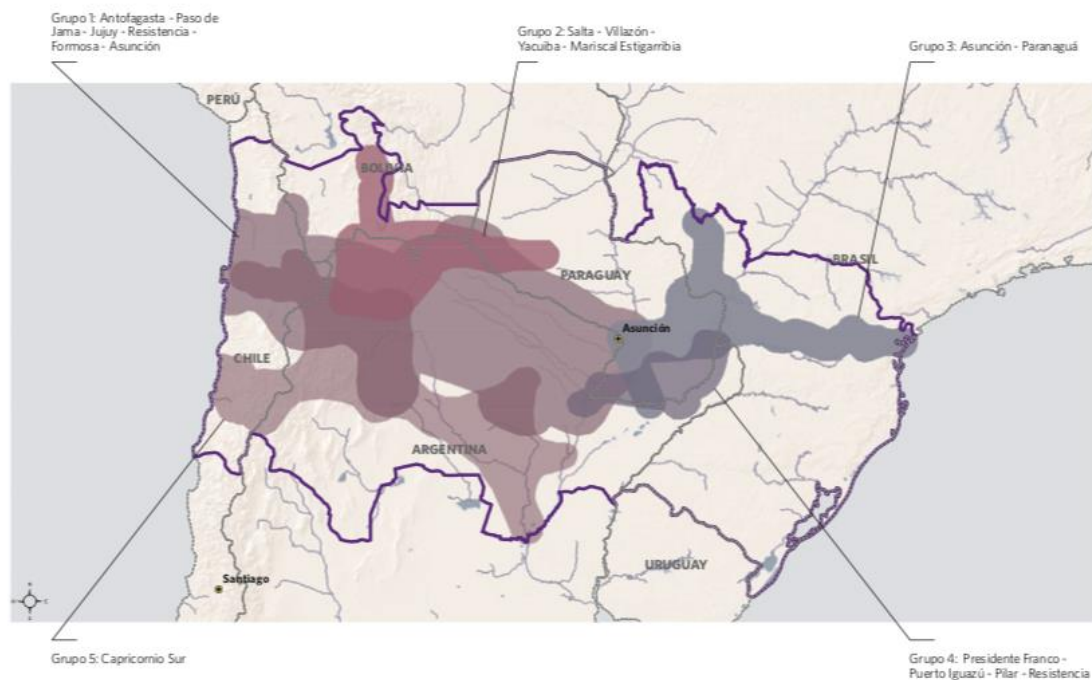 Grupo 1: Antofagasta - Paso de
Jama - Jujuy - Resistencia -
Formosa - Asunción
Grupo 2: Salta - Villazón -
Yacuiba - Mariscal Estigarribia
Grupo 3: Asunción - Paranaguá
PERÚ
BOLIVIA
BRASIL
PARAGUAY
Asunción
CHILE
ARGENTINA
URUGUAY
Santiago
Grupo 5: Capricornio Sur
Grupo 4: Presidente Franco -
Puerto Iguazú - Pilar - Resistencia